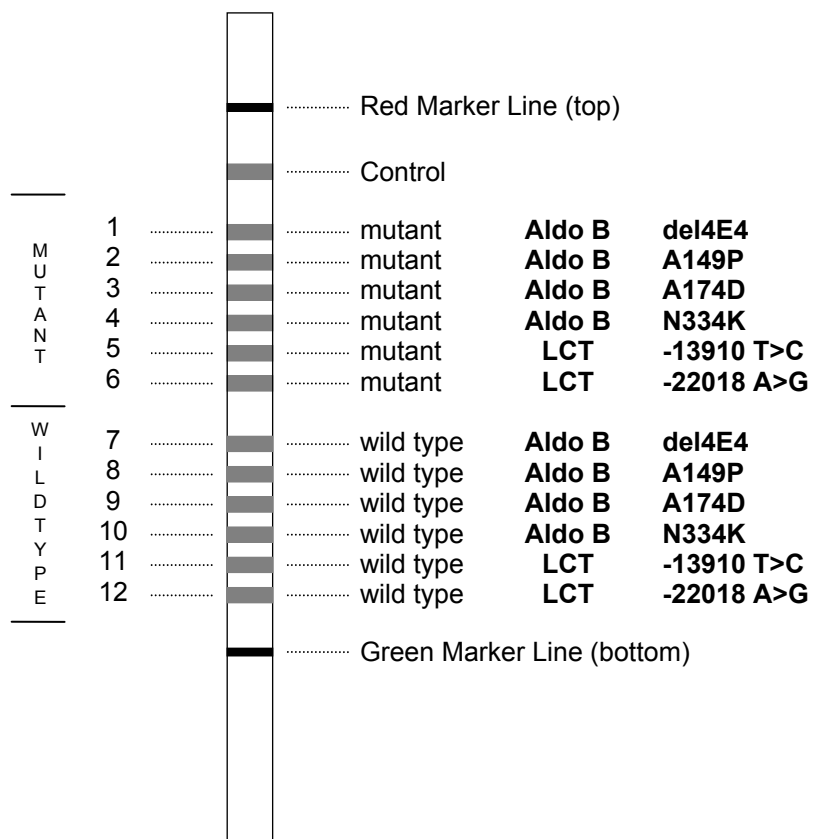 Red Marker Line (top)
Control
MUTANT
1 mutant Aldo B del4E4
2 mutant Aldo B A149P
3 mutant Aldo B A174D
4 mutant Aldo B N334K
5 mutant LCT -13910 T>C
6 mutant LCT -22018 A>G
WILDTYPE
7 wild type Aldo B del4E4
8 wild type Aldo B A149P
9 wild type Aldo B A174D
10 wild type Aldo B N334K
11 wild type LCT -13910 T>C
12 wild type LCT -22018 A>G
Green Marker Line (bottom)